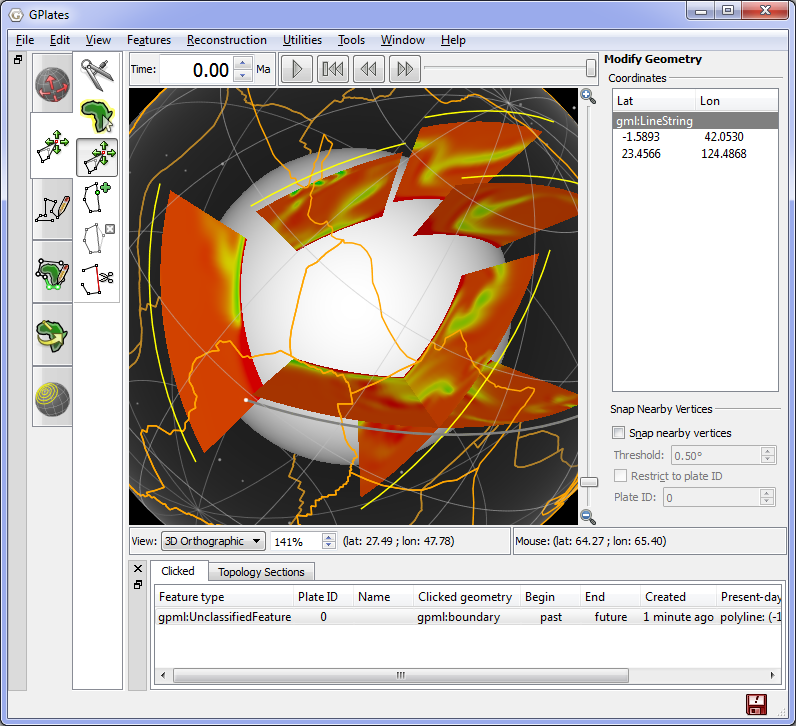 GPlates
File Edit View Features Reconstruction Utilities Tools Window Help
Time: 0.00 Ma
Modify Geometry
Coordinates
Lat Lon
gml:LineString
-1.5893 42.0530
23.4566 124.4868
Snap Nearby Vertices
Snap nearby vertices
Threshold: 0.50°
Restrict to plate ID
Plate ID: 0
View: 3D Orthographic 141% (lat: 27.49 ; lon: 47.78) Mouse: (lat: 64.27 ; lon: 65.40)
Clicked Topology Sections
Feature type Plate ID Name Clicked geometry Begin End Created Present-day
gpml:UnclassifiedFeature 0 gpml:boundary past future 1 minute ago polyline: (-1